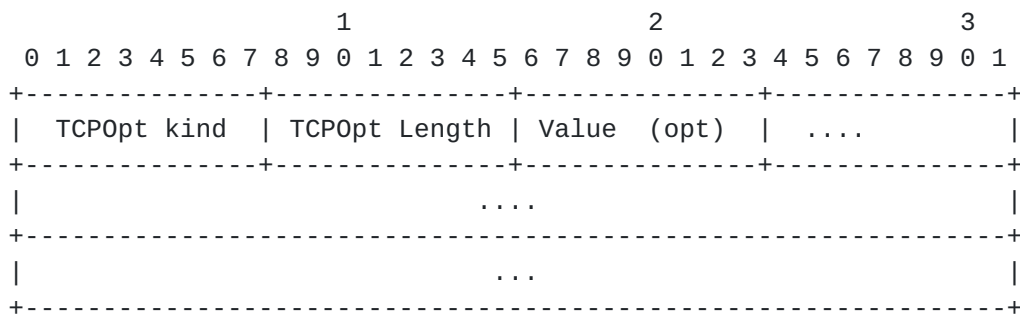 1                   2                   3
 0 1 2 3 4 5 6 7 8 9 0 1 2 3 4 5 6 7 8 9 0 1 2 3 4 5 6 7 8 9 0 1
+---------------+---------------+---------------+---------------+
|  TCPOpt kind  | TCPOpt Length | Value  (opt)  |  ....         |
+---------------+---------------+---------------+---------------+
|                             ....                              |
+---------------------------------------------------------------+
|                              ...                              |
+---------------------------------------------------------------+